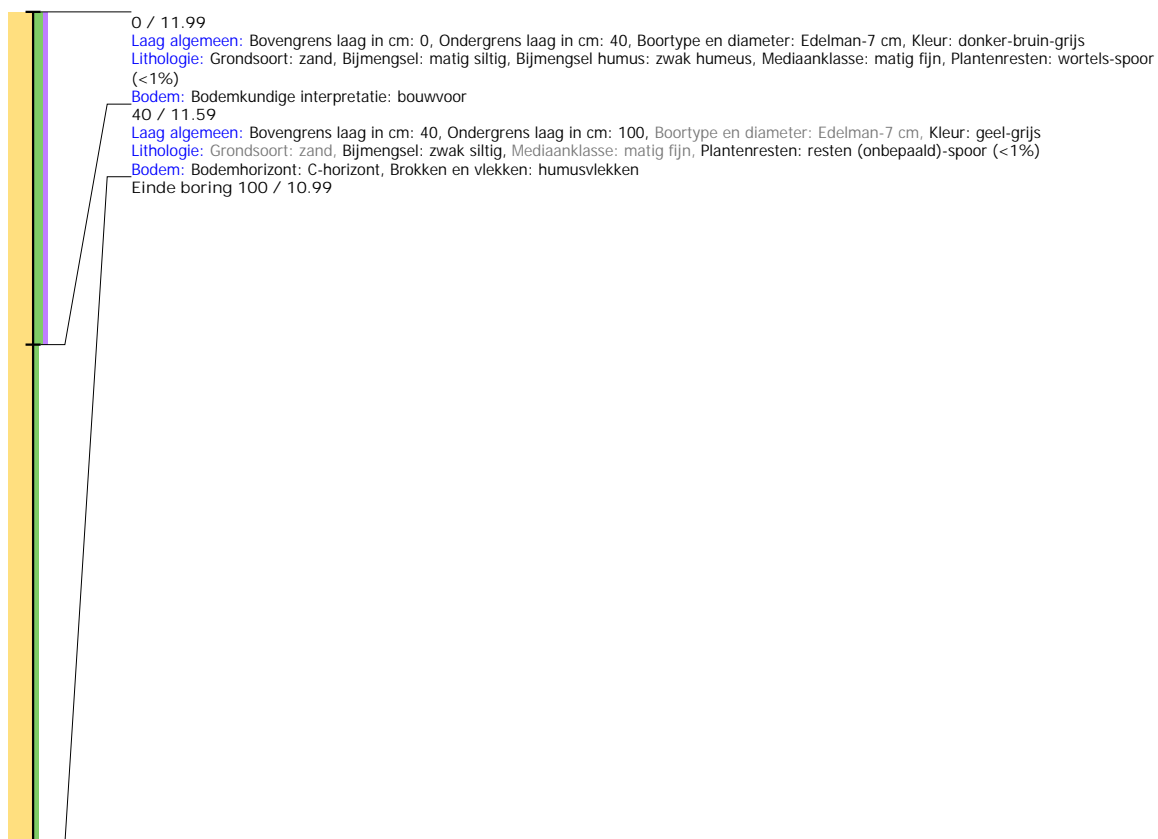 0 / 11.99
Laag algemeen: Bovengrens laag in cm: 0, Ondergrens laag in cm: 40, Boortype en diameter: Edelman-7 cm, Kleur: donker-bruin-grijs
Lithologie: Grondsoort: zand, Bijmengsel: matig siltig, Bijmengsel humus: zwak humeus, Mediaanklasse: matig fijn, Plantenresten: wortels-spoor
(<1%)
Bodem: Bodemkundige interpretatie: bouwvoor
40 / 11.59
Laag algemeen: Bovengrens laag in cm: 40, Ondergrens laag in cm: 100, Boortype en diameter: Edelman-7 cm, Kleur: geel-grijs
Lithologie: Grondsoort: zand, Bijmengsel: zwak siltig, Mediaanklasse: matig fijn, Plantenresten: resten (onbepaald)-spoor (<1%)
Bodem: Bodemhorizont: C-horizont, Brokken en vlekken: humusvlekken
Einde boring 100 / 10.99